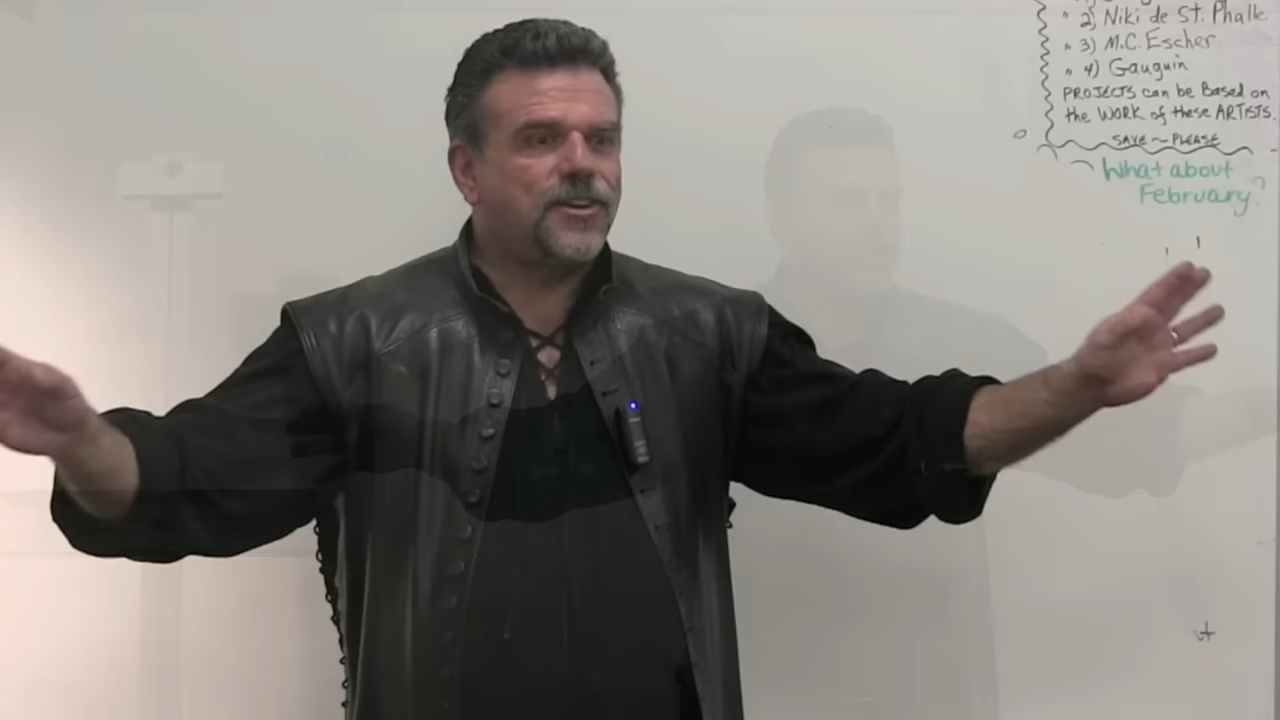 " 2) Niki de St. Phalle
" 3) M.C. Escher
" 4) Gauguin
PROJECTS can be Based on
the WORK of these ARTISTS.
SAVE ~ PLEASE
What about
February?